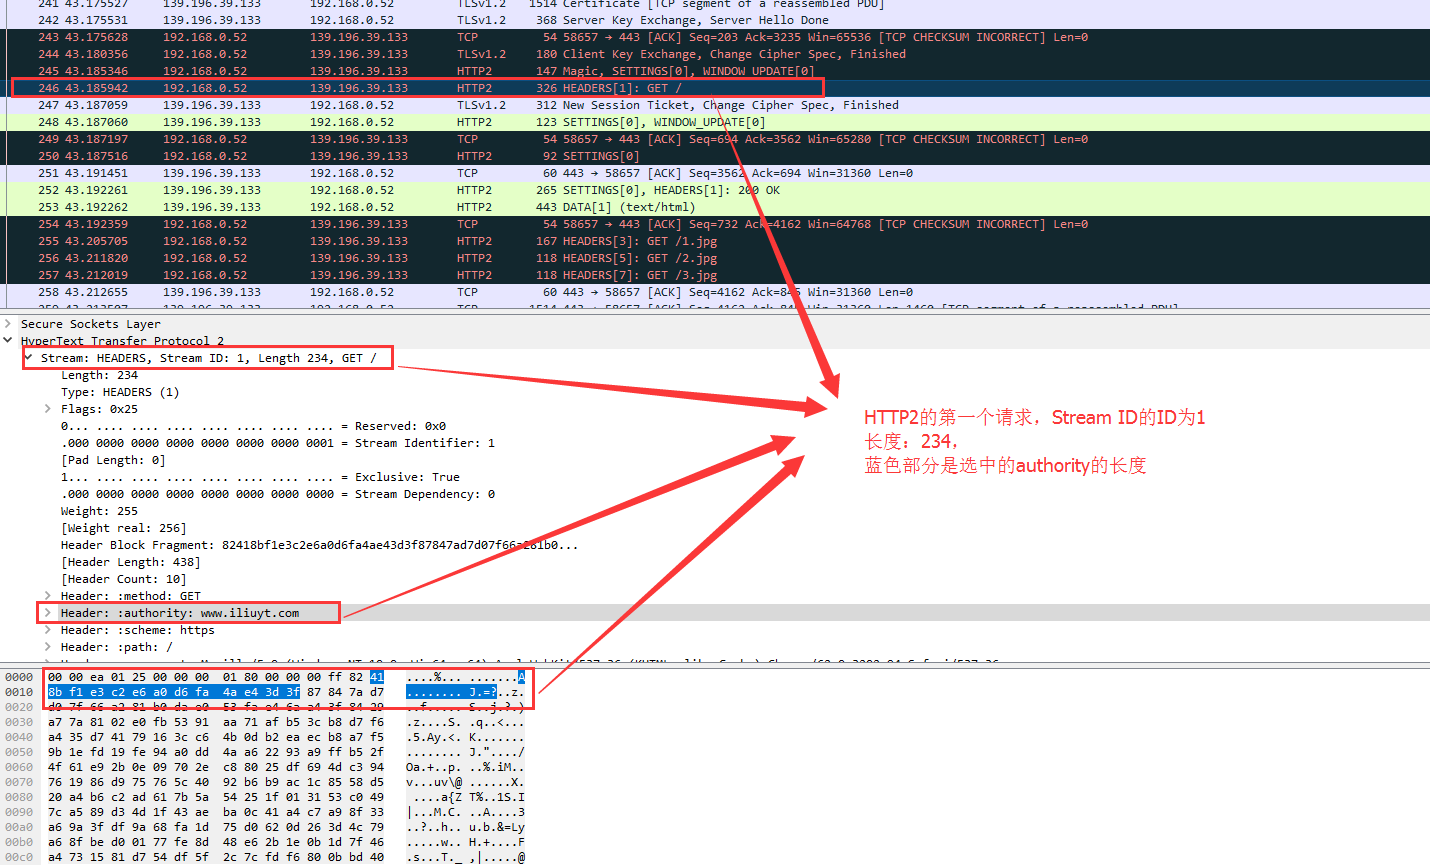 241 43.175527 139.196.39.133 192.168.0.52 TLSv1.2 1514 Certificate [TCP segment of a reassembled PDU]
242 43.175531 139.196.39.133 192.168.0.52 TLSv1.2 368 Server Key Exchange, Server Hello Done
243 43.175628 192.168.0.52 139.196.39.133 TCP 54 58657 → 443 [ACK] Seq=203 Ack=3235 Win=65536 [TCP CHECKSUM INCORRECT] Len=0
244 43.180356 192.168.0.52 139.196.39.133 TLSv1.2 180 Client Key Exchange, Change Cipher Spec, Finished
245 43.185346 192.168.0.52 139.196.39.133 HTTP2 147 Magic, SETTINGS[0], WINDOW_UPDATE[0]
246 43.185942 192.168.0.52 139.196.39.133 HTTP2 326 HEADERS[1]: GET /
247 43.187059 139.196.39.133 192.168.0.52 TLSv1.2 312 New Session Ticket, Change Cipher Spec, Finished
248 43.187060 139.196.39.133 192.168.0.52 HTTP2 123 SETTINGS[0], WINDOW_UPDATE[0]
249 43.187197 192.168.0.52 139.196.39.133 TCP 54 58657 → 443 [ACK] Seq=694 Ack=3562 Win=65280 [TCP CHECKSUM INCORRECT] Len=0
250 43.187516 192.168.0.52 139.196.39.133 HTTP2 92 SETTINGS[0]
251 43.191451 139.196.39.133 192.168.0.52 TCP 60 443 → 58657 [ACK] Seq=3562 Ack=694 Win=31360 Len=0
252 43.192261 139.196.39.133 192.168.0.52 HTTP2 265 SETTINGS[0], HEADERS[1]: 200 OK
253 43.192262 139.196.39.133 192.168.0.52 HTTP2 443 DATA[1] (text/html)
254 43.192359 192.168.0.52 139.196.39.133 TCP 54 58657 → 443 [ACK] Seq=732 Ack=4162 Win=64768 [TCP CHECKSUM INCORRECT] Len=0
255 43.205705 192.168.0.52 139.196.39.133 HTTP2 167 HEADERS[3]: GET /1.jpg
256 43.211820 192.168.0.52 139.196.39.133 HTTP2 118 HEADERS[5]: GET /2.jpg
257 43.212019 192.168.0.52 139.196.39.133 HTTP2 118 HEADERS[7]: GET /3.jpg
258 43.212655 139.196.39.133 192.168.0.52 TCP 60 443 → 58657 [ACK] Seq=4162 Ack=845 Win=31360 Len=0
Secure Sockets Layer
HyperText Transfer Protocol 2
Stream: HEADERS, Stream ID: 1, Length 234, GET /
Length: 234
Type: HEADERS (1)
Flags: 0x25
0... .... .... .... .... .... .... .... = Reserved: 0x0
.000 0000 0000 0000 0000 0000 0000 0001 = Stream Identifier: 1
[Pad Length: 0]
1... .... .... .... .... .... .... .... = Exclusive: True
.000 0000 0000 0000 0000 0000 0000 0000 = Stream Dependency: 0
Weight: 255
[Weight real: 256]
Header Block Fragment: 82418bf1e3c2e6a0d6fa4ae43d3f87847ad7d07f66a281b0...
[Header Length: 438]
[Header Count: 10]
Header: :method: GET
Header: :authority: www.iliuyt.com
Header: :scheme: https
Header: :path: /
HTTP2的第一个请求，Stream ID的ID为1
长度：234，
蓝色部分是选中的authority的长度
0000 00 00 ea 01 25 00 00 00 01 80 00 00 00 ff 82 41 ....%... .......A
0010 8b f1 e3 c2 e6 a0 d6 fa 4a e4 3d 3f 87 84 7a d7 ........ J.=?..z.
0020 d0 7f 66 a2 81 b0 da e0 53 fa e4 6a a4 3f 84 29 ..f..... S..j.?.)
0030 a7 7a 81 02 e0 fb 53 91 aa 71 af b5 3c b8 d7 f6 .z....S. .q..<...
0040 a4 35 d7 41 79 16 3c c6 4b 0d b2 ea ec b8 a7 f5 .5.Ay.<. K.......
0050 9b 1e fd 19 fe 94 a0 dd 4a a6 22 93 a9 ff b5 2f ........ J."..../
0060 4f 61 e9 2b 0e 09 70 2e c8 80 25 df 69 4d c3 94 Oa.+..p. ..%.iM..
0070 76 19 86 d9 75 76 5c 40 92 b6 b9 ac 1c 85 58 d5 v...uv\@ ......X.
0080 20 a4 b6 c2 ad 61 7b 5a 54 25 1f 01 31 53 c0 49 ....a{Z T%..1S.I
0090 7c a5 89 d3 4d 1f 43 ae ba 0c 41 a4 c7 a9 8f 33 |...M.C. ..A....3
00a0 a6 9a 3f df 9a 68 fa 1d 75 d0 62 0d 26 3d 4c 79 ..?..h.. u.b.&=Ly
00b0 a6 8f be d0 01 77 fe 8d 48 e6 2b 1e 0b 1d 7f 46 .....w.. H.+....F
00c0 a4 73 15 81 d7 54 df 5f 2c 7c fd f6 80 0b bd 40 .s...T._ ,|.....@